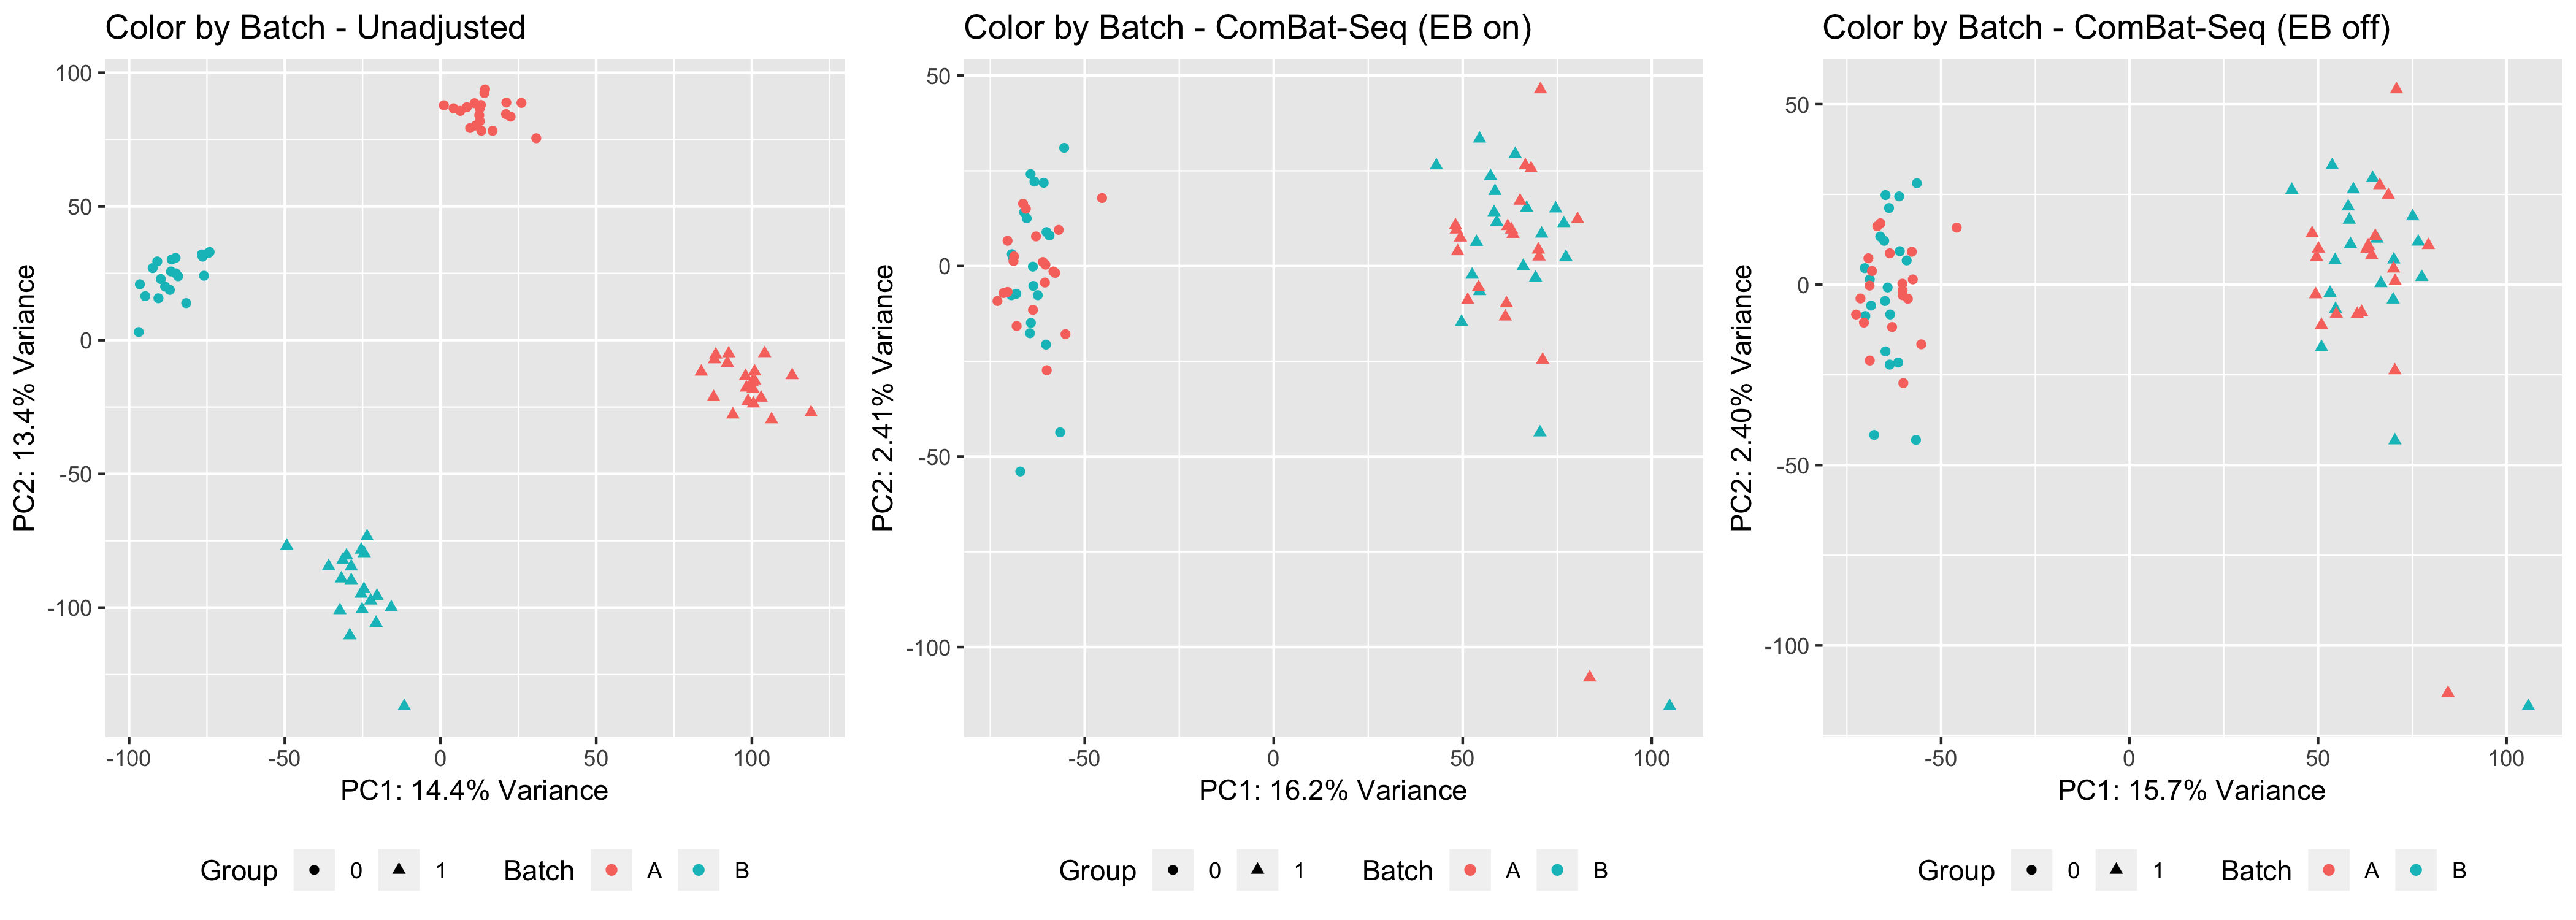 Color by Batch - Unadjusted
100
50
0
-50
-100
PC2: 13.4% Variance
-100 -50 0 50 100
PC1: 14.4% Variance
Group 0 1 Batch A B
Color by Batch - ComBat-Seq (EB on)
50
0
-50
-100
PC2: 2.41% Variance
-50 0 50 100
PC1: 16.2% Variance
Group 0 1 Batch A B
Color by Batch - ComBat-Seq (EB off)
50
0
-50
-100
PC2: 2.40% Variance
-50 0 50 100
PC1: 15.7% Variance
Group 0 1 Batch A B